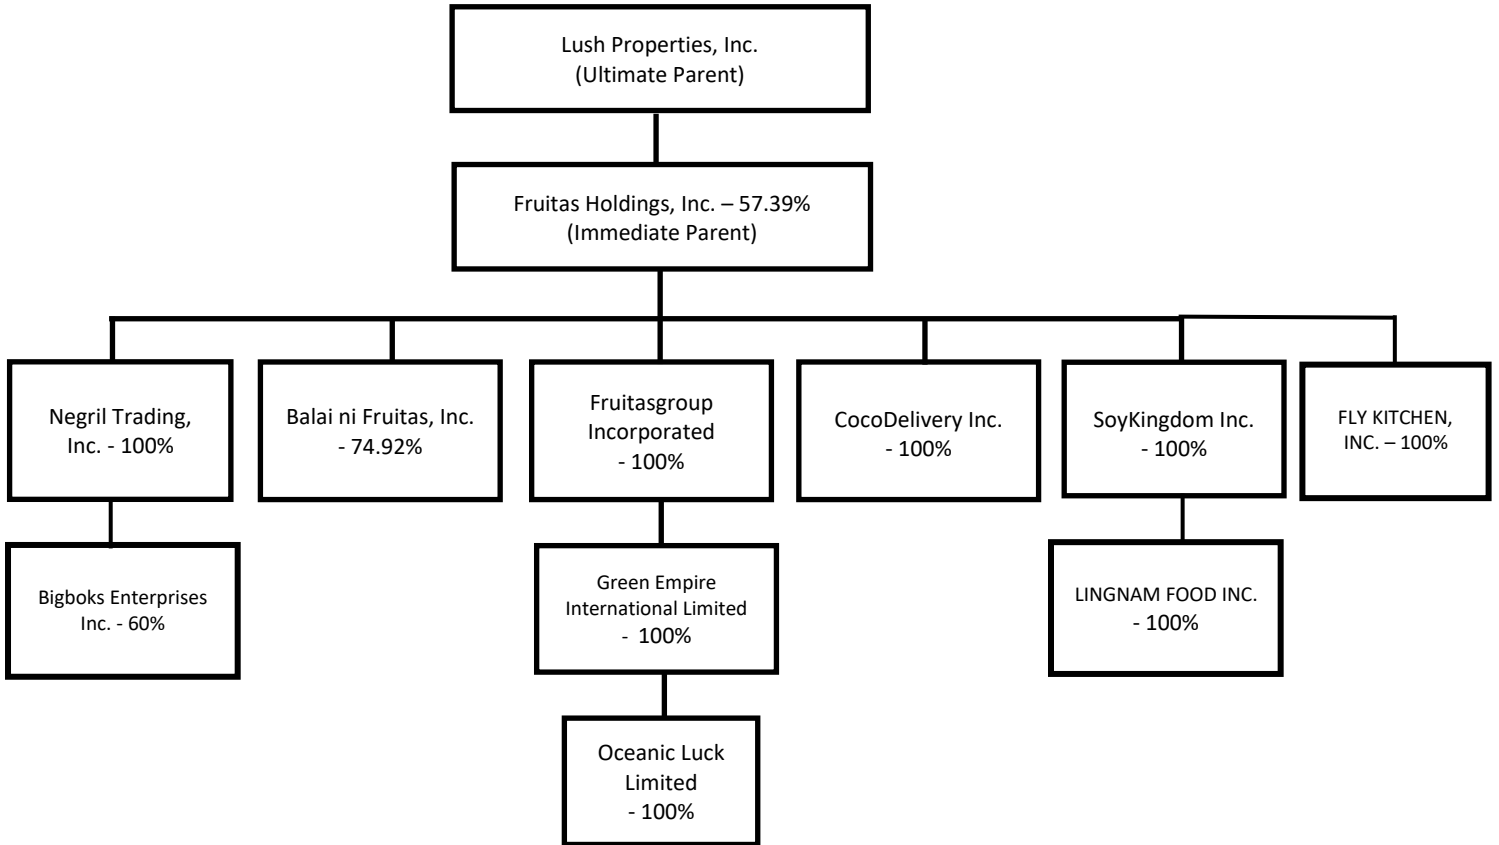 Lush Properties, Inc.
(Ultimate Parent)
Fruitas Holdings, Inc. – 57.39%
(Immediate Parent)
Negril Trading,
Inc. - 100%
Balai ni Fruitas, Inc.
- 74.92%
Fruitasgroup
Incorporated
- 100%
CocoDelivery Inc.
- 100%
SoyKingdom Inc.
- 100%
FLY KITCHEN,
INC. – 100%
Bigboks Enterprises
Inc. - 60%
Green Empire
International Limited
- 100%
LINGNAM FOOD INC.
- 100%
Oceanic Luck
Limited
- 100%